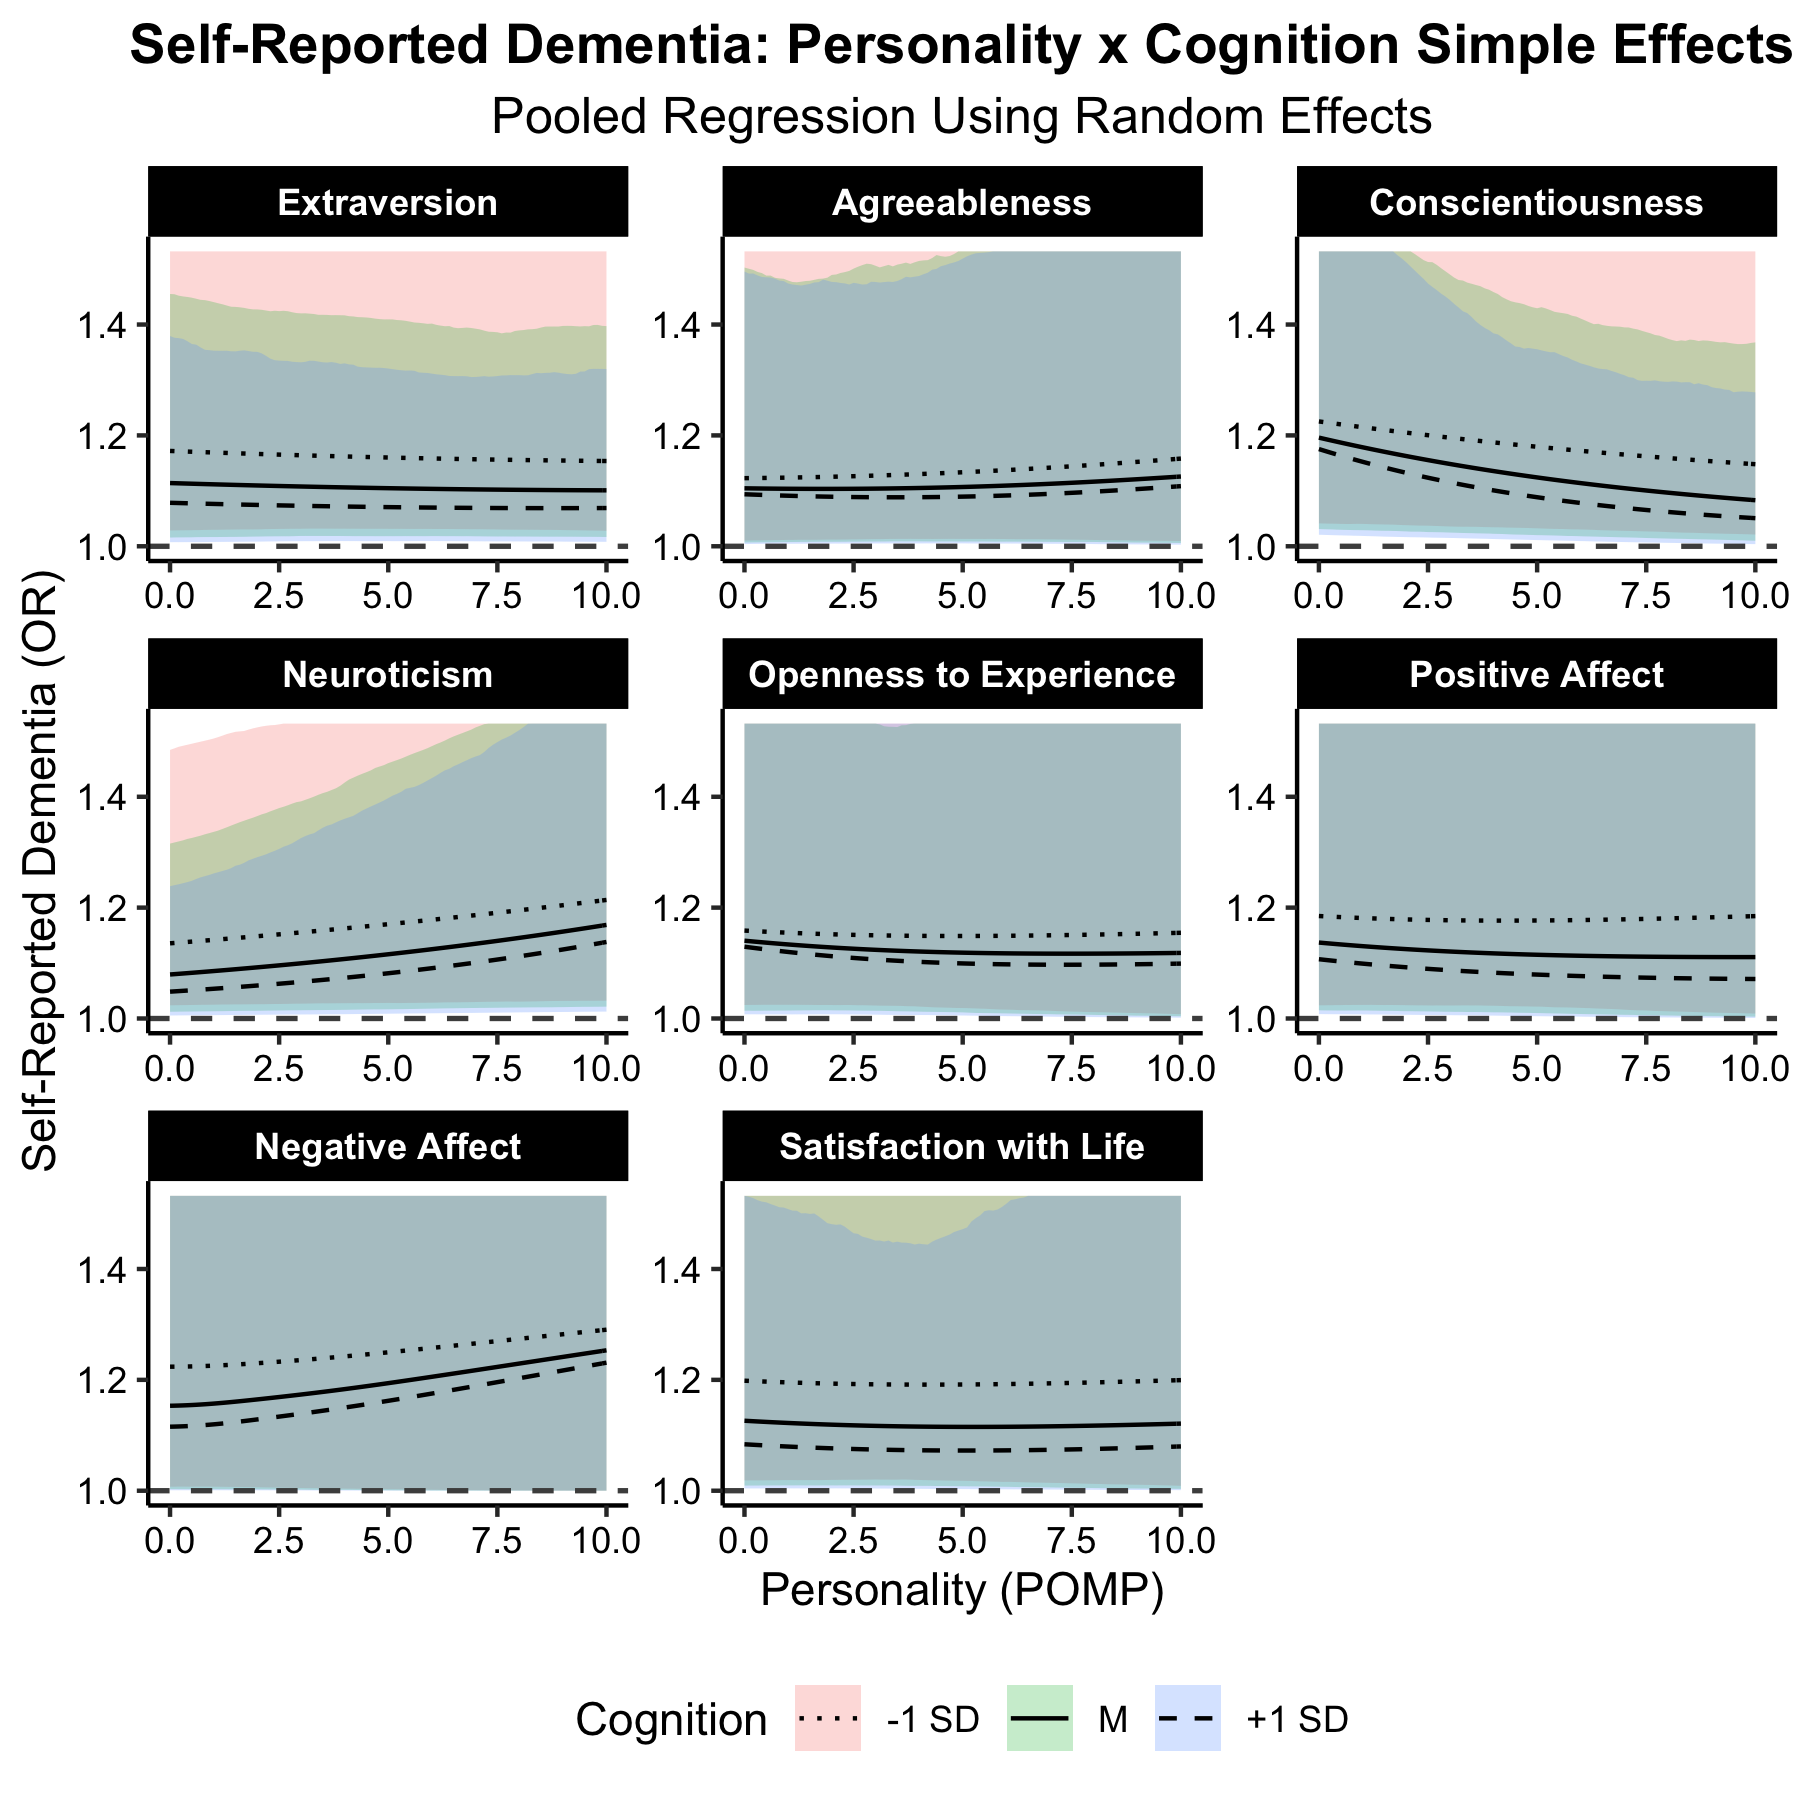 Self-Reported Dementia: Personality x Cognition Simple Effects
Pooled Regression Using Random Effects
Self-Reported Dementia (OR)
Extraversion
1.4
1.2
1.0
0.0 2.5 5.0 7.5 10.0
Agreeableness
1.4
1.2
1.0
0.0 2.5 5.0 7.5 10.0
Conscientiousness
1.4
1.2
1.0
0.0 2.5 5.0 7.5 10.0
Neuroticism
1.4
1.2
1.0
0.0 2.5 5.0 7.5 10.0
Openness to Experience
1.4
1.2
1.0
0.0 2.5 5.0 7.5 10.0
Positive Affect
1.4
1.2
1.0
0.0 2.5 5.0 7.5 10.0
Negative Affect
1.4
1.2
1.0
0.0 2.5 5.0 7.5 10.0
Satisfaction with Life
1.4
1.2
1.0
0.0 2.5 5.0 7.5 10.0
Personality (POMP)
Cognition -1 SD M +1 SD